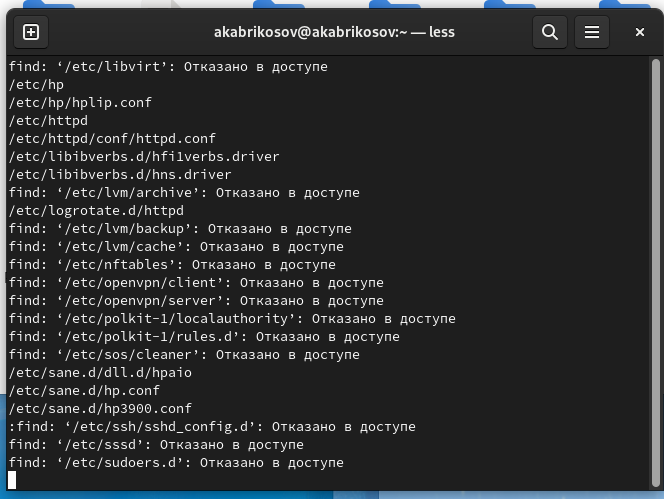 akabrikosov@akabrikosov:~ — less
find: ‘/etc/libvirt’: Отказано в доступе
/etc/hp
/etc/hp/hplip.conf
/etc/httpd
/etc/httpd/conf/httpd.conf
/etc/libibverbs.d/hfi1verbs.driver
/etc/libibverbs.d/hns.driver
find: ‘/etc/lvm/archive’: Отказано в доступе
/etc/logrotate.d/httpd
find: ‘/etc/lvm/backup’: Отказано в доступе
find: ‘/etc/lvm/cache’: Отказано в доступе
find: ‘/etc/nftables’: Отказано в доступе
find: ‘/etc/openvpn/client’: Отказано в доступе
find: ‘/etc/openvpn/server’: Отказано в доступе
find: ‘/etc/polkit-1/localauthority’: Отказано в доступе
find: ‘/etc/polkit-1/rules.d’: Отказано в доступе
find: ‘/etc/sos/cleaner’: Отказано в доступе
/etc/sane.d/dll.d/hpaio
/etc/sane.d/hp.conf
/etc/sane.d/hp3900.conf
:find: ‘/etc/ssh/sshd_config.d’: Отказано в доступе
find: ‘/etc/sssd’: Отказано в доступе
find: ‘/etc/sudoers.d’: Отказано в доступе